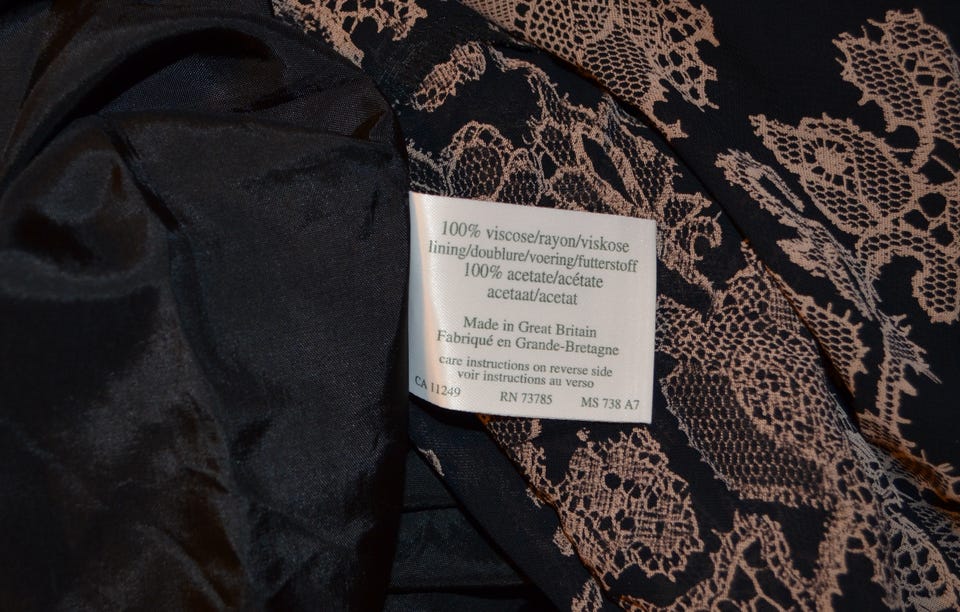 100% viscose/rayon/viskose
lining/doublure/voering/futterstoff
100% acetate/acétate
acetaat/acetat
Made in Great Britain
Fabriqué en Grande-Bretagne
care instructions on reverse side
voir instructions au verso
CA 11249 RN 73785 MS 738 A7